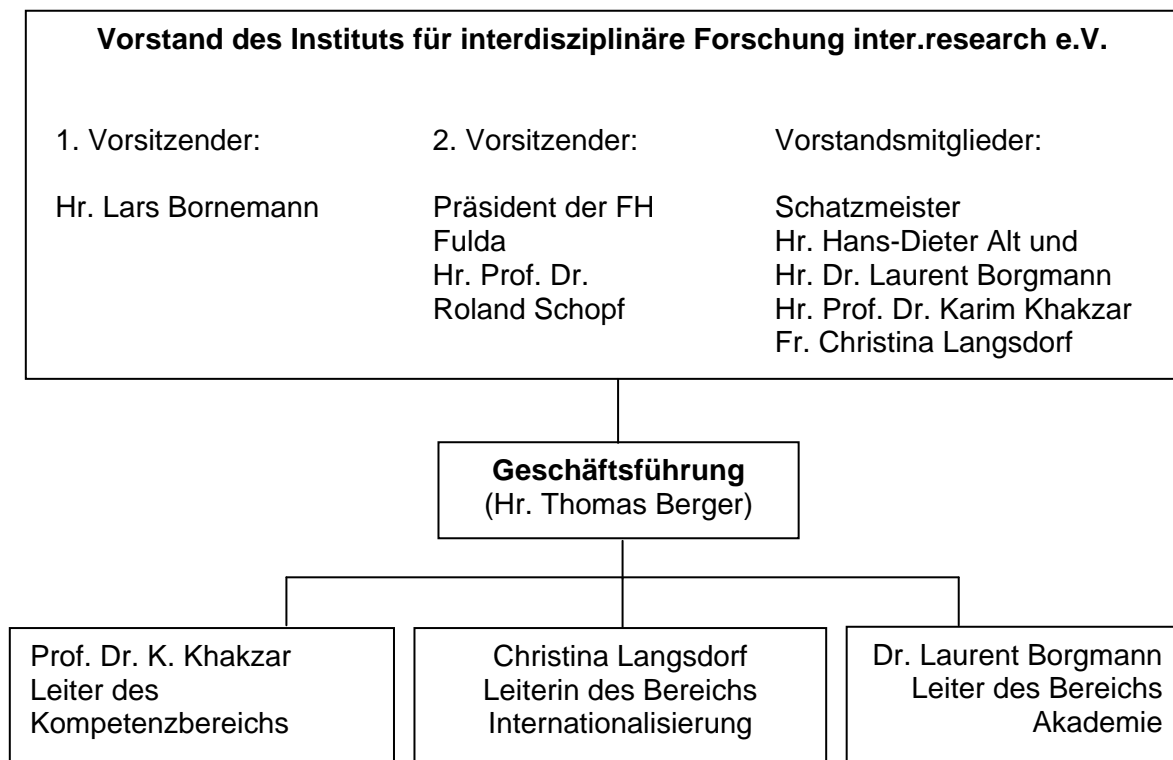 Vorstand des Instituts für interdisziplinäre Forschung inter.research e.V.
1. Vorsitzender:
Hr. Lars Bornemann
2. Vorsitzender:
Präsident der FH
Fulda
Hr. Prof. Dr.
Roland Schopf
Vorstandsmitglieder:
Schatzmeister
Hr. Hans-Dieter Alt und
Hr. Dr. Laurent Borgmann
Hr. Prof. Dr. Karim Khakzar
Fr. Christina Langsdorf
Geschäftsführung
(Hr. Thomas Berger)
Prof. Dr. K. Khakzar
Leiter des
Kompetenzbereichs
Christina Langsdorf
Leiterin des Bereichs
Internationalisierung
Dr. Laurent Borgmann
Leiter des Bereichs
Akademie